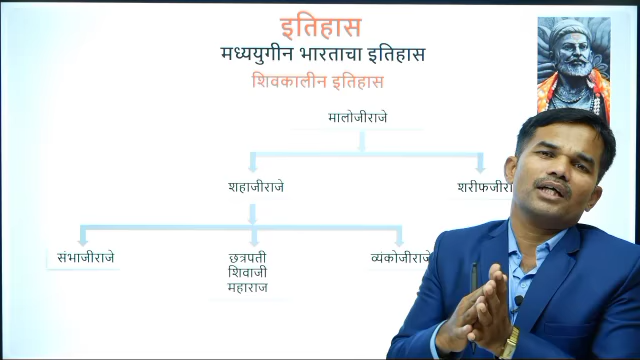 इतिहास
मध्ययुगीन भारताचा इतिहास
शिवकालीन इतिहास
मालोजीराजे
शहाजीराजे
संभाजीराजे
छत्रपती
शिवाजी
महाराज
व्यंकोजीराजे